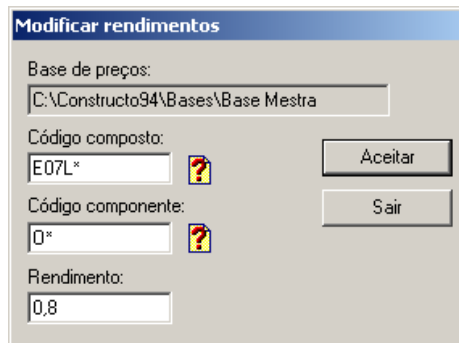 Modificar rendimentos
Base de preços:
C:\Constructo94\Bases\Base Mestra
Código composto:
E07L*
Aceitar
Código componente:
O*
Sair
Rendimento:
0,8